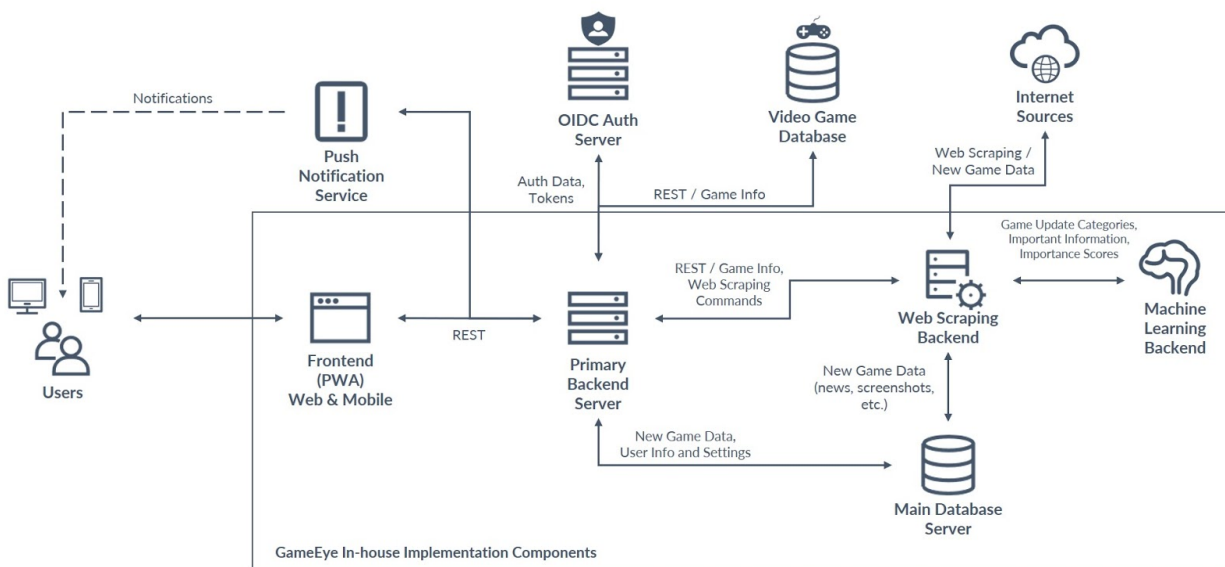 Notifications
Push
Notification
Service
OIDC Auth
Server
Video Game
Database
Internet
Sources
Auth Data,
Tokens
REST / Game Info
Web Scraping /
New Game Data
Game Update Categories,
Important Information,
Importance Scores
Users
Frontend
(PWA)
Web & Mobile
REST
Primary
Backend
Server
REST / Game Info,
Web Scraping
Commands
Web Scraping
Backend
Machine
Learning
Backend
New Game Data
(news, screenshots,
etc.)
New Game Data,
User Info and Settings
Main Database
Server
GameEye In-house Implementation Components